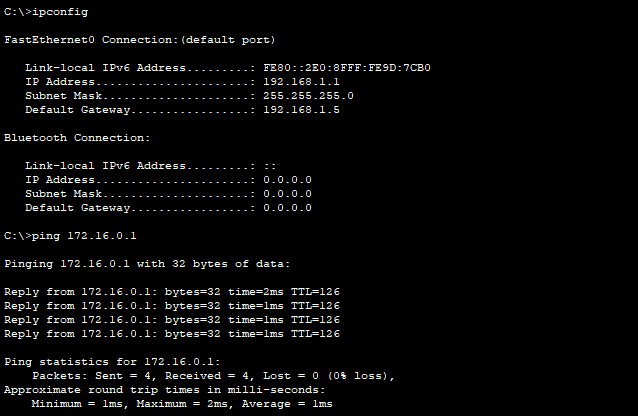 C:\>ipconfig
FastEthernet0 Connection:(default port)
Link-local IPv6 Address.........: FE80::2E0:8FFF:FE9D:7CB0
IP Address......................: 192.168.1.1
Subnet Mask.....................: 255.255.255.0
Default Gateway.................: 192.168.1.5
Bluetooth Connection:
Link-local IPv6 Address.........: ::
IP Address......................: 0.0.0.0
Subnet Mask.....................: 0.0.0.0
Default Gateway.................: 0.0.0.0
C:\>ping 172.16.0.1
Pinging 172.16.0.1 with 32 bytes of data:
Reply from 172.16.0.1: bytes=32 time=2ms TTL=126
Reply from 172.16.0.1: bytes=32 time=1ms TTL=126
Reply from 172.16.0.1: bytes=32 time=1ms TTL=126
Reply from 172.16.0.1: bytes=32 time=1ms TTL=126
Ping statistics for 172.16.0.1:
Packets: Sent = 4, Received = 4, Lost = 0 (0% loss),
Approximate round trip times in milli-seconds:
Minimum = 1ms, Maximum = 2ms, Average = 1ms